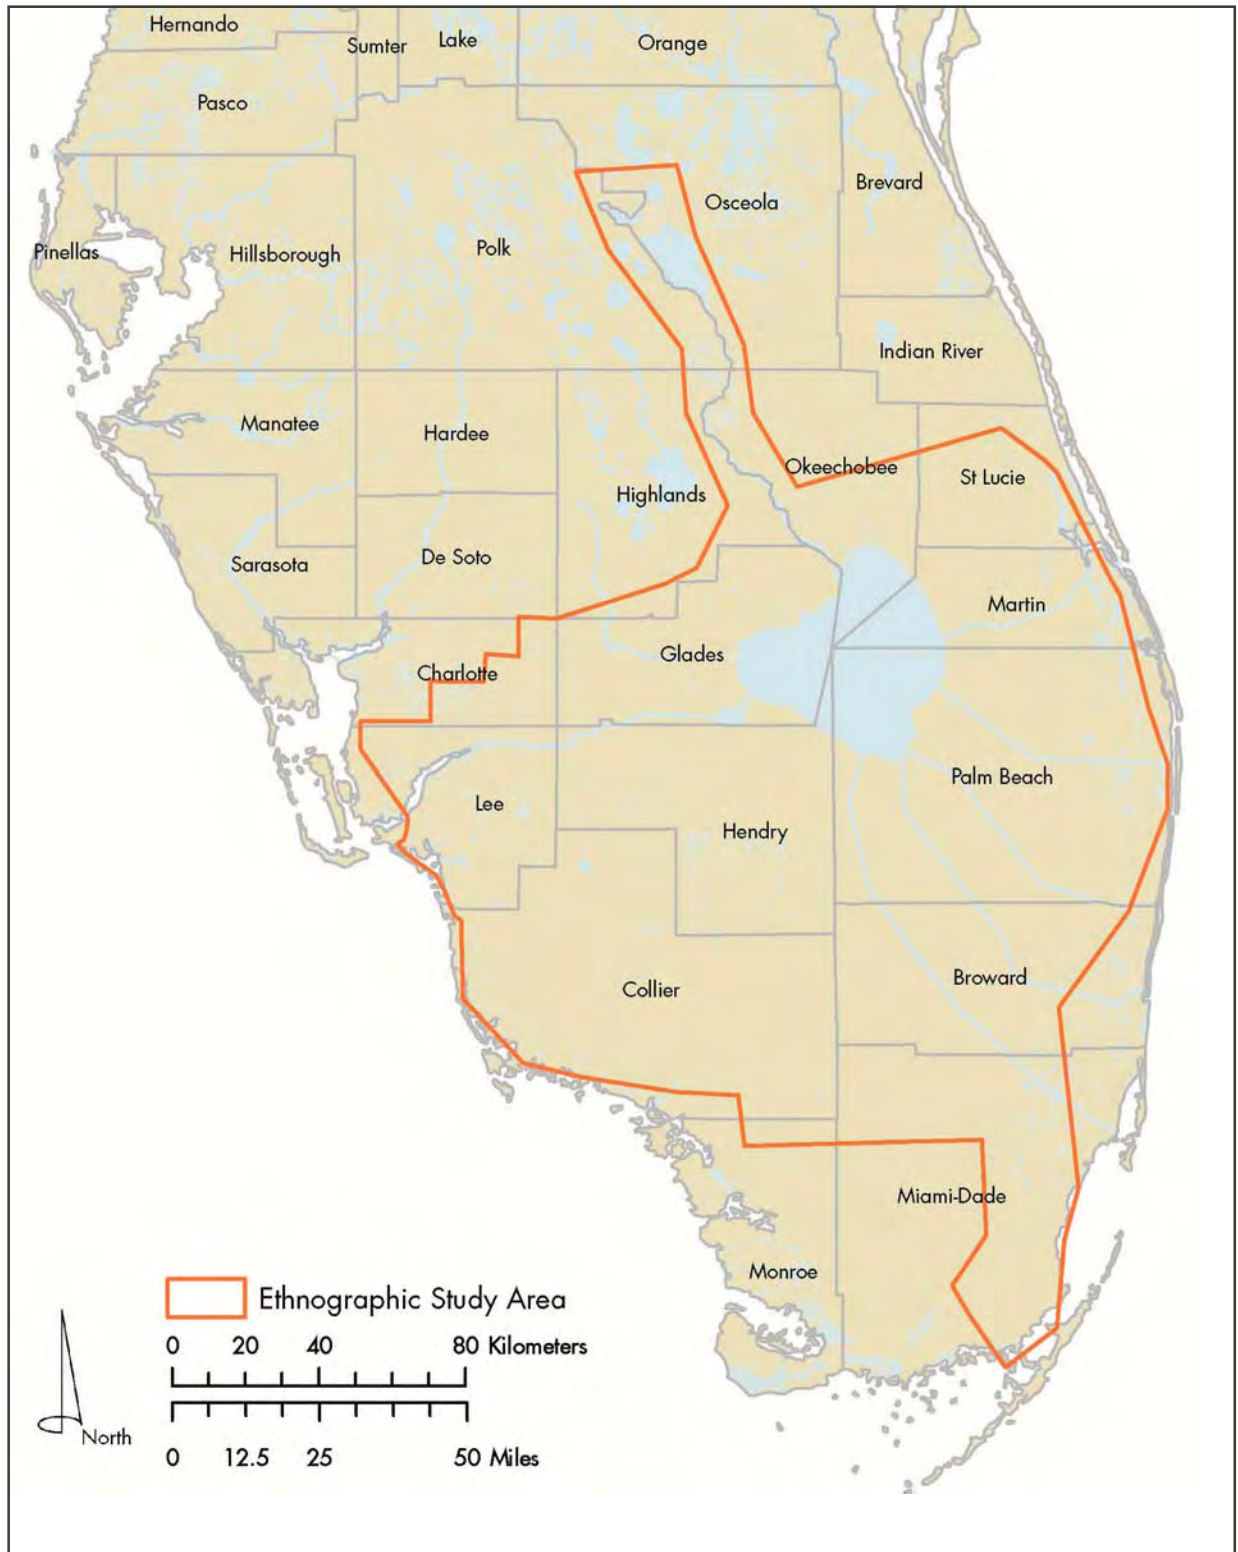 Hernando
Sumter
Lake
Orange
Pasco
Brevard
Osceola
Pinellas
Hillsborough
Polk
Indian River
Manatee
Hardee
Okeechobee
St Lucie
Highlands
Sarasota
De Soto
Martin
Glades
Charlotte
Palm Beach
Lee
Hendry
Broward
Collier
Miami-Dade
Monroe
Ethnographic Study Area
0 20 40 80 Kilometers
North
0 12.5 25 50 Miles